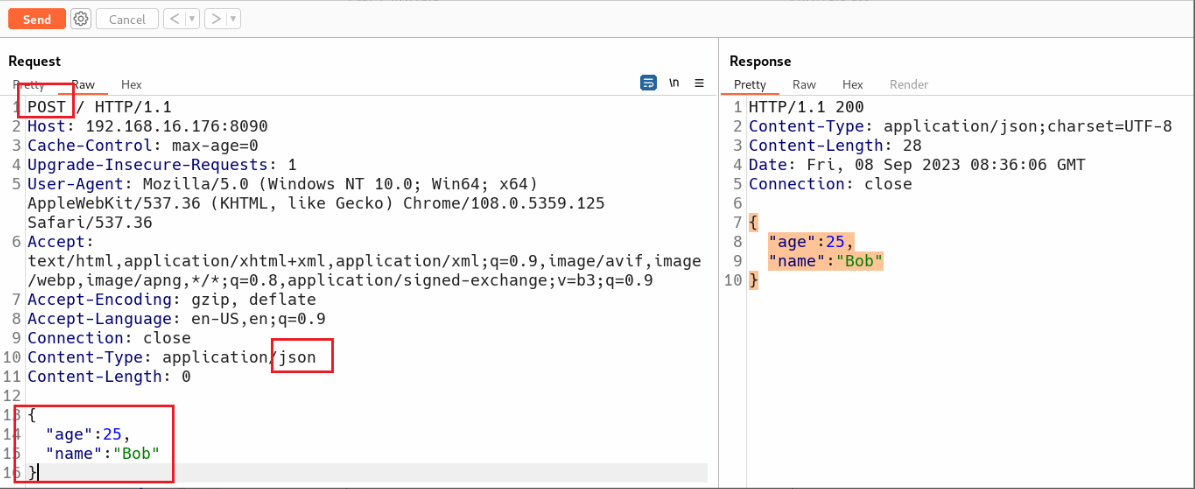 Send Cancel < >
Request
Pretty Raw Hex \n
1 POST / HTTP/1.1
2 Host: 192.168.16.176:8090
3 Cache-Control: max-age=0
4 Upgrade-Insecure-Requests: 1
5 User-Agent: Mozilla/5.0 (Windows NT 10.0; Win64; x64)
AppleWebKit/537.36 (KHTML, like Gecko) Chrome/108.0.5359.125
Safari/537.36
6 Accept:
text/html,application/xhtml+xml,application/xml;q=0.9,image/avif,image
/webp,image/apng,*/*;q=0.8,application/signed-exchange;v=b3;q=0.9
7 Accept-Encoding: gzip, deflate
8 Accept-Language: en-US,en;q=0.9
9 Connection: close
10 Content-Type: application/json
11 Content-Length: 0
12
13 {
14 "age":25,
15 "name":"Bob"
16 }
Response
Pretty Raw Hex Render
1 HTTP/1.1 200
2 Content-Type: application/json;charset=UTF-8
3 Content-Length: 28
4 Date: Fri, 08 Sep 2023 08:36:06 GMT
5 Connection: close
6
7 {
8 "age":25,
9 "name":"Bob"
10 }